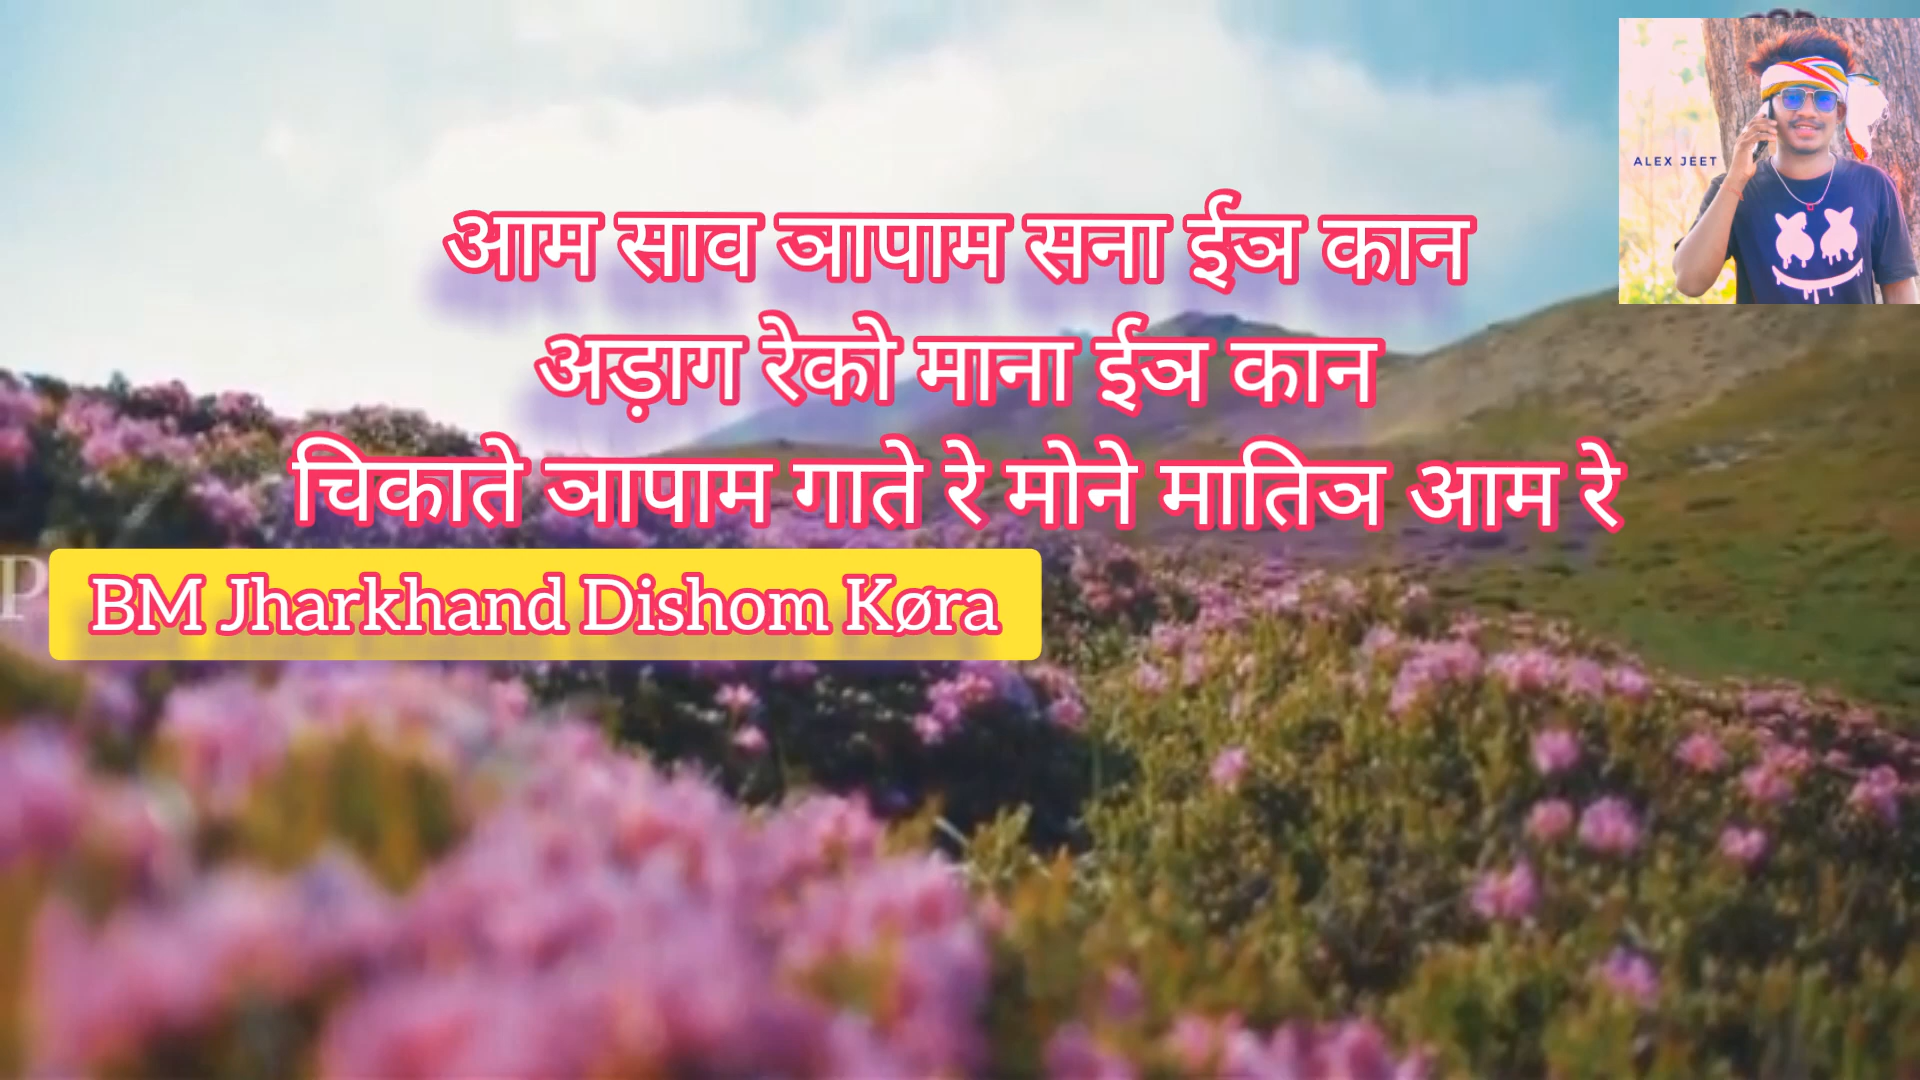 ALEX JEET
आम साव ञापाम सना ईञ कान
अड़ाग रेको माना ईञ कान
चिकाते ञापाम गाते रे मोने मातिञ आम रे
P
BM Jharkhand Dishom Køra